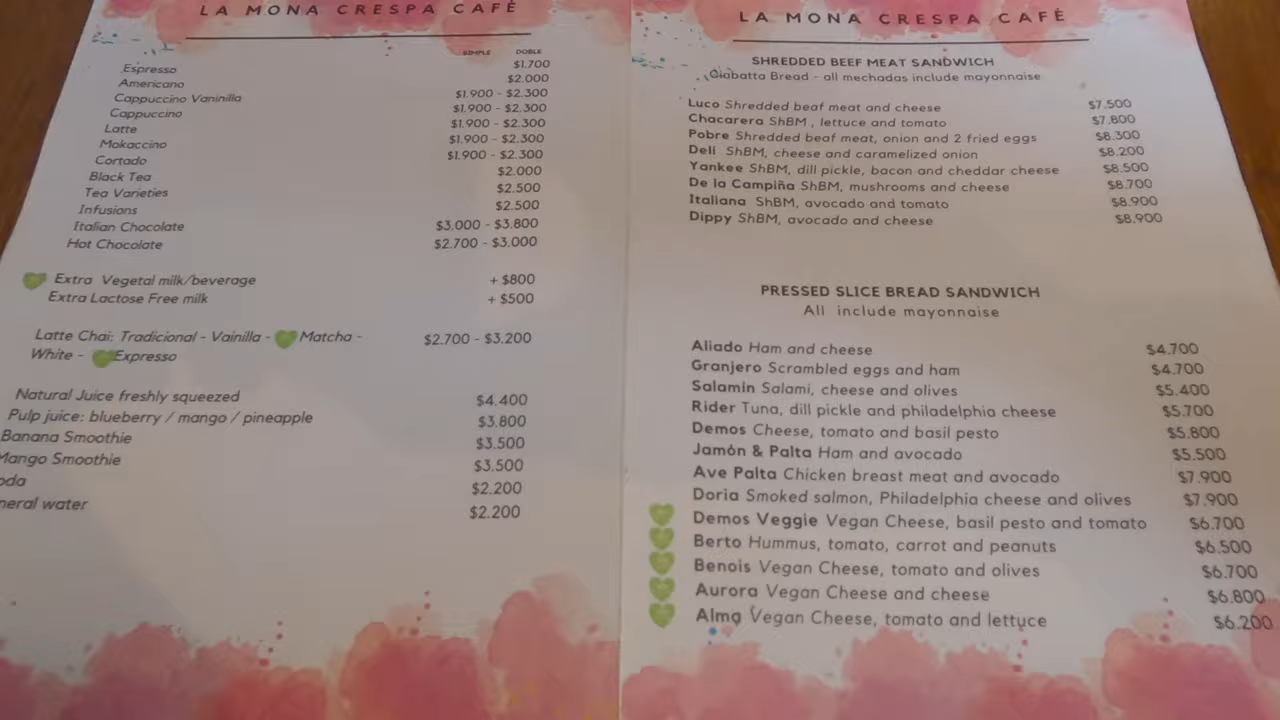 LA MONA CRESPA CAFÉ
SIMPLE DOBLE
Espresso $1.700
Americano $2.000
Cappuccino Vaninilla $1.900 - $2.300
Cappuccino $1.900 - $2.300
Latte $1.900 - $2.300
Mokaccino $1.900 - $2.300
Cortado $1.900 - $2.300
Black Tea $2.000
Tea Varieties $2.500
Infusions $2.500
Italian Chocolate $3.000 - $3.800
Hot Chocolate $2.700 - $3.000
Extra Vegetal milk/beverage + $800
Extra Lactose Free milk + $500
Latte Chai: Tradicional - Vainilla - Matcha - $2.700 - $3.200
White - Expresso
Natural Juice freshly squeezed $4.400
Pulp juice: blueberry / mango / pineapple $3.800
Banana Smoothie $3.500
Mango Smoothie $3.500
oda $2.200
neral water $2.200
LA MONA CRESPA CAFÉ
SHREDDED BEEF MEAT SANDWICH
Ciabatta Bread - all mechadas include mayonnaise
Luco Shredded beaf meat and cheese $7.500
Chacarera ShBM , lettuce and tomato $7.800
Pobre Shredded beaf meat, onion and 2 fried eggs $8.300
Deli ShBM, cheese and caramelized onion $8.200
Yankee ShBM, dill pickle, bacon and cheddar cheese $8.500
De la Campiña ShBM, mushrooms and cheese $8.700
Italiana ShBM, avocado and tomato $8.900
Dippy ShBM, avocado and cheese $8.900
PRESSED SLICE BREAD SANDWICH
All include mayonnaise
Aliado Ham and cheese $4.700
Granjero Scrambled eggs and ham $4.700
Salamin Salami, cheese and olives $5.400
Rider Tuna, dill pickle and philadelphia cheese $5.700
Demos Cheese, tomato and basil pesto $5.800
Jamón & Palta Ham and avocado $5.500
Ave Palta Chicken breast meat and avocado $7.900
Doria Smoked salmon, Philadelphia cheese and olives $7.900
Demos Veggie Vegan Cheese, basil pesto and tomato $6.700
Berto Hummus, tomato, carrot and peanuts $6.500
Benois Vegan Cheese, tomato and olives $6.700
Aurora Vegan Cheese and cheese $6.800
Alma Vegan Cheese, tomato and lettuce $6.200